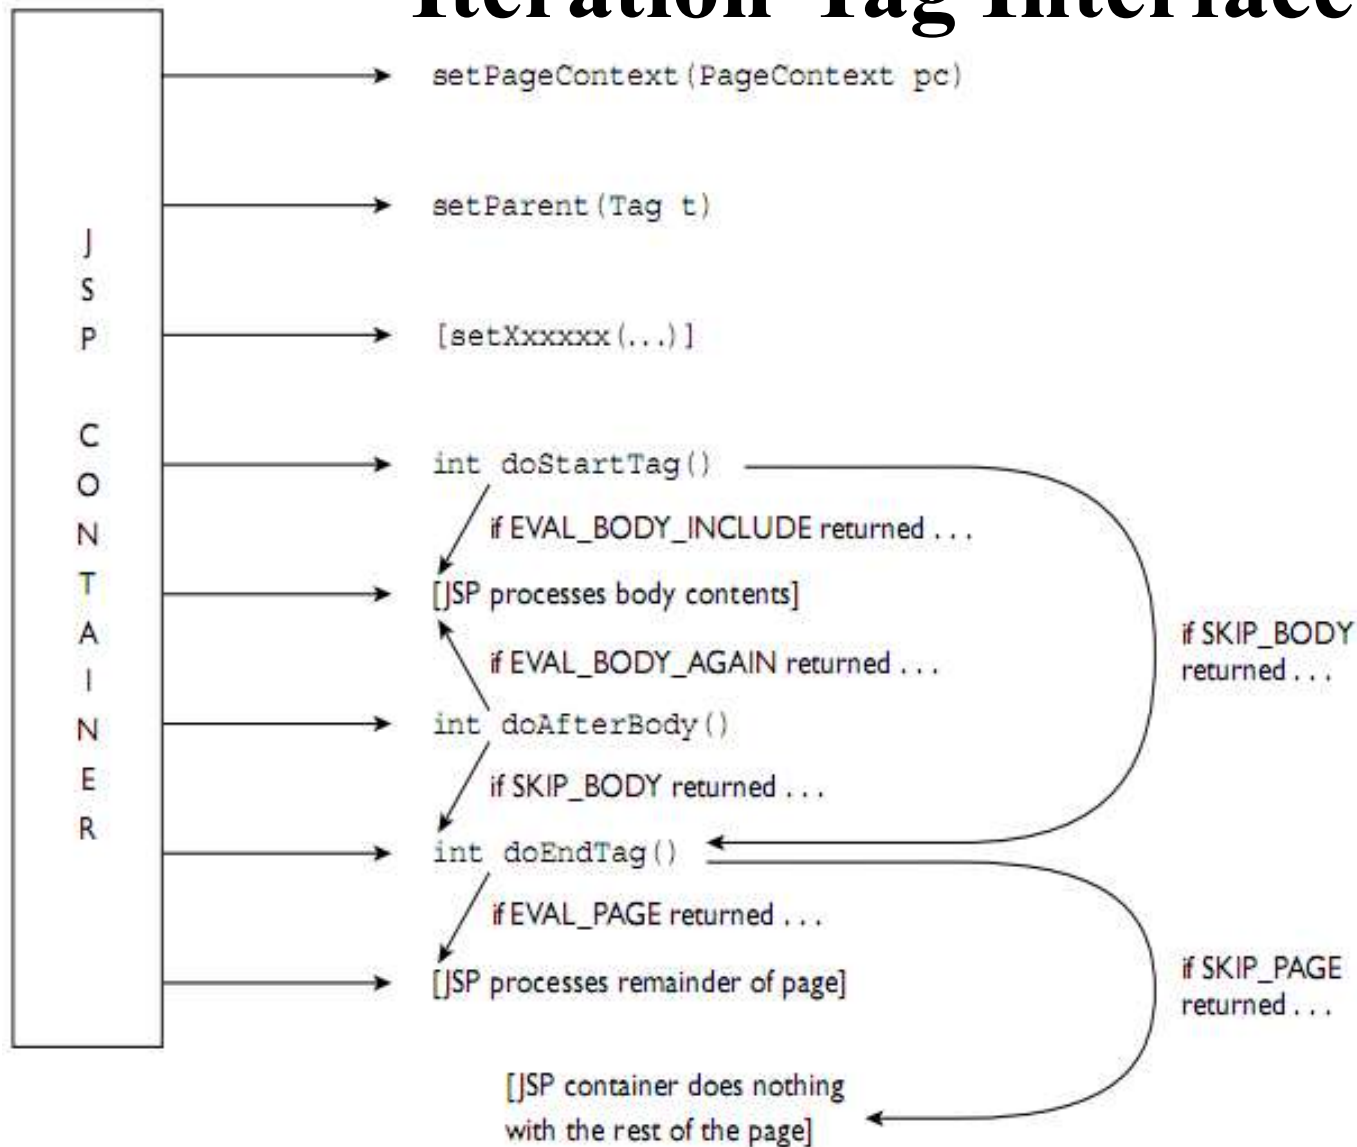 Iteration Tag Interface
setPageContext(PageContext pc)
setParent(Tag t)
[setXxxxxx(...)]
JSP CONTAINER
int doStartTag()
if EVAL_BODY_INCLUDE returned . . .
[JSP processes body contents]
if SKIP_BODY
returned . . .
if EVAL_BODY_AGAIN returned . . .
int doAfterBody()
if SKIP_BODY returned . . .
int doEndTag()
if EVAL_PAGE returned . . .
[JSP processes remainder of page]
if SKIP_PAGE
returned . . .
[JSP container does nothing
with the rest of the page]